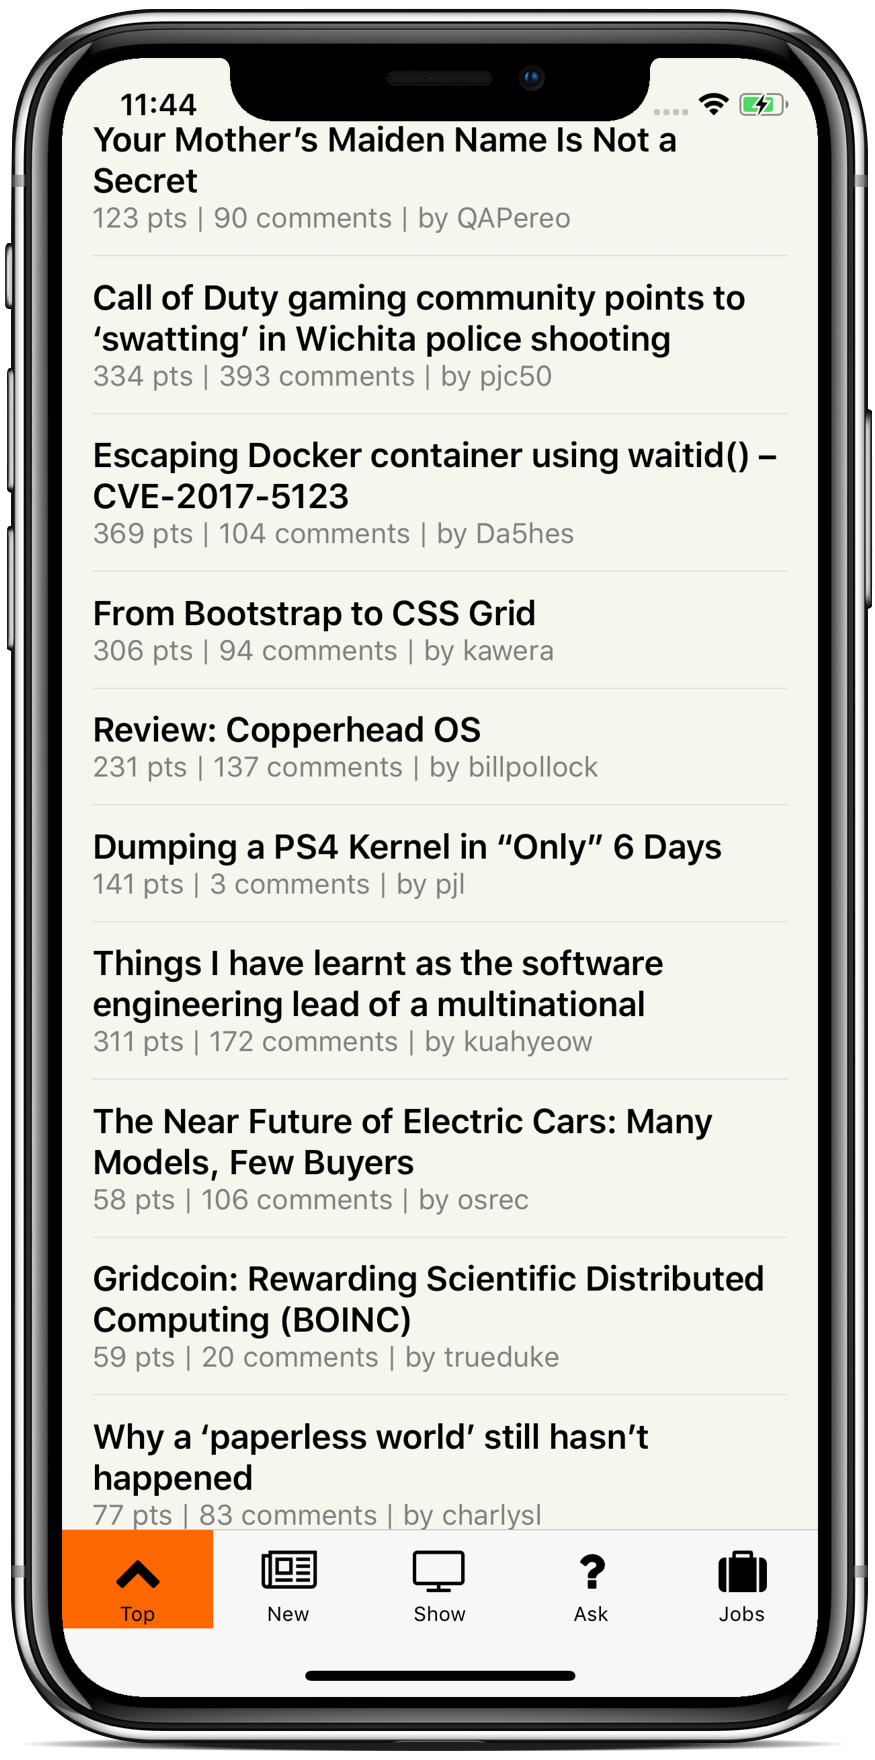 11:44
Your Mother’s Maiden Name Is Not a
Secret
123 pts | 90 comments | by QAPereo
Call of Duty gaming community points to
‘swatting’ in Wichita police shooting
334 pts | 393 comments | by pjc50
Escaping Docker container using waitid() –
CVE-2017-5123
369 pts | 104 comments | by Da5hes
From Bootstrap to CSS Grid
306 pts | 94 comments | by kawera
Review: Copperhead OS
231 pts | 137 comments | by billpollock
Dumping a PS4 Kernel in “Only” 6 Days
141 pts | 3 comments | by pjl
Things I have learnt as the software
engineering lead of a multinational
311 pts | 172 comments | by kuahyeow
The Near Future of Electric Cars: Many
Models, Few Buyers
58 pts | 106 comments | by osrec
Gridcoin: Rewarding Scientific Distributed
Computing (BOINC)
59 pts | 20 comments | by trueduke
Why a ‘paperless world’ still hasn’t
happened
77 pts | 83 comments | by charlysl
Top New Show Ask Jobs